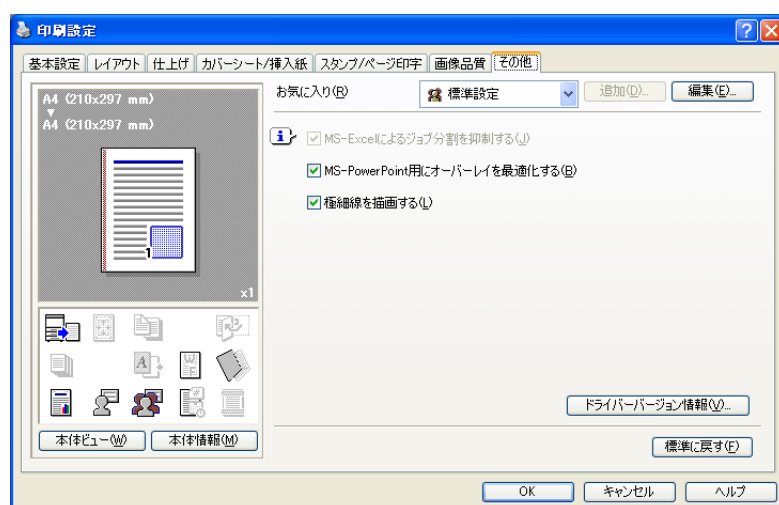 印刷設定
基本設定 レイアウト 仕上げ カバーシート/挿入紙 スタンプ/ページ印字 画像品質 その他
A4 (210x297 mm)
A4 (210x297 mm)
1
x1
お気に入り(R) 標準設定 追加(D)... 編集(E)...
MS-Excelによるジョブ分割を抑制する(J)
MS-PowerPoint用にオーバーレイを最適化する(B)
極細線を描画する(L)
ドライバーバージョン情報(V)...
本体ビュー(W) 本体情報(M)
標準に戻す(F)
OK キャンセル ヘルプ